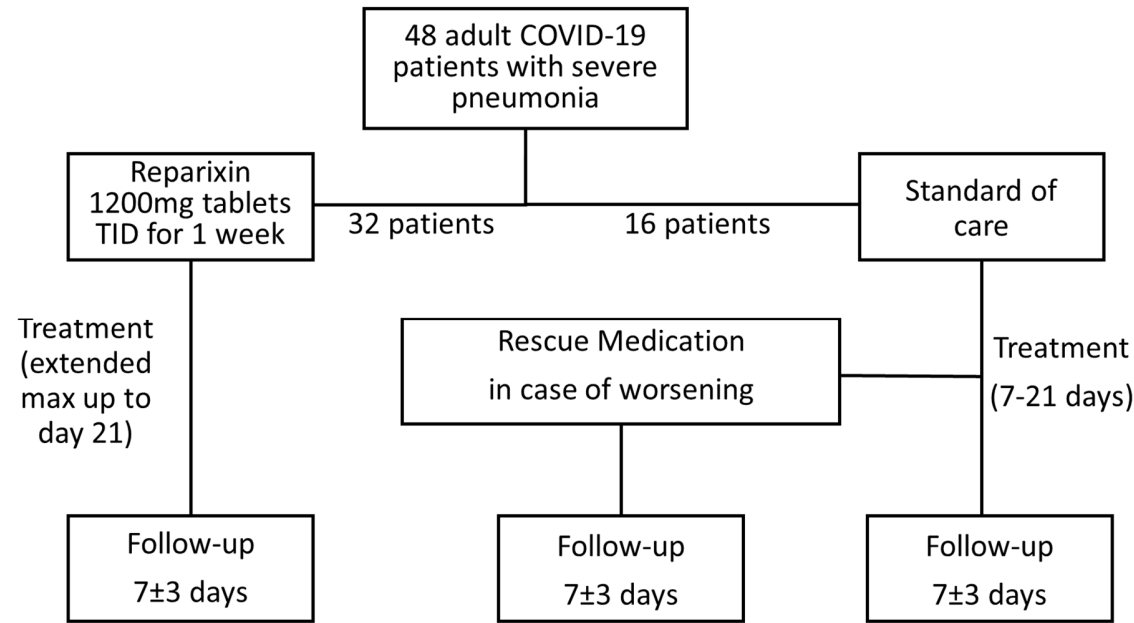 48 adult COVID-19
patients with severe
pneumonia
Reparixin
1200mg tablets
TID for 1 week
32 patients
16 patients
Standard of
care
Treatment
(extended
max up to
day 21)
Rescue Medication
in case of worsening
Treatment
(7-21 days)
Follow-up
7±3 days
Follow-up
7±3 days
Follow-up
7±3 days